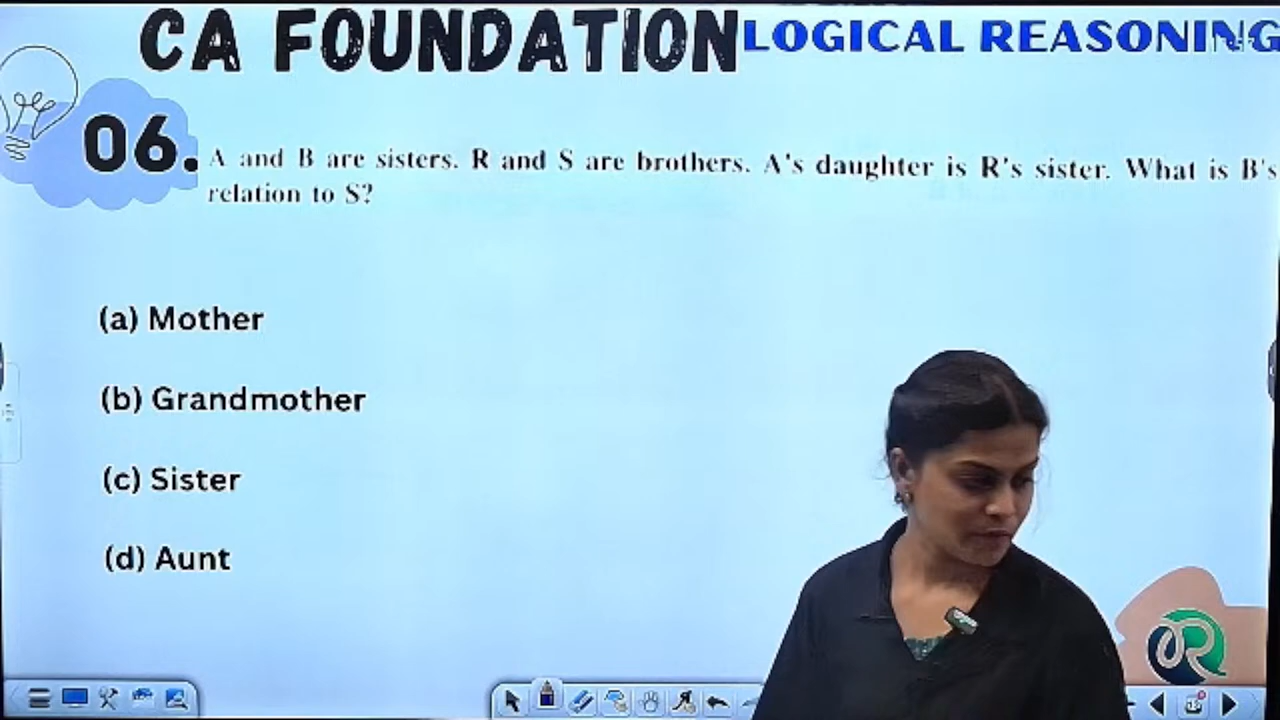 CA FOUNDATION LOGICAL REASONING
06. A and B are sisters. R and S are brothers. A's daughter is R's sister. What is B's
relation to S?
(a) Mother
(b) Grandmother
(c) Sister
(d) Aunt